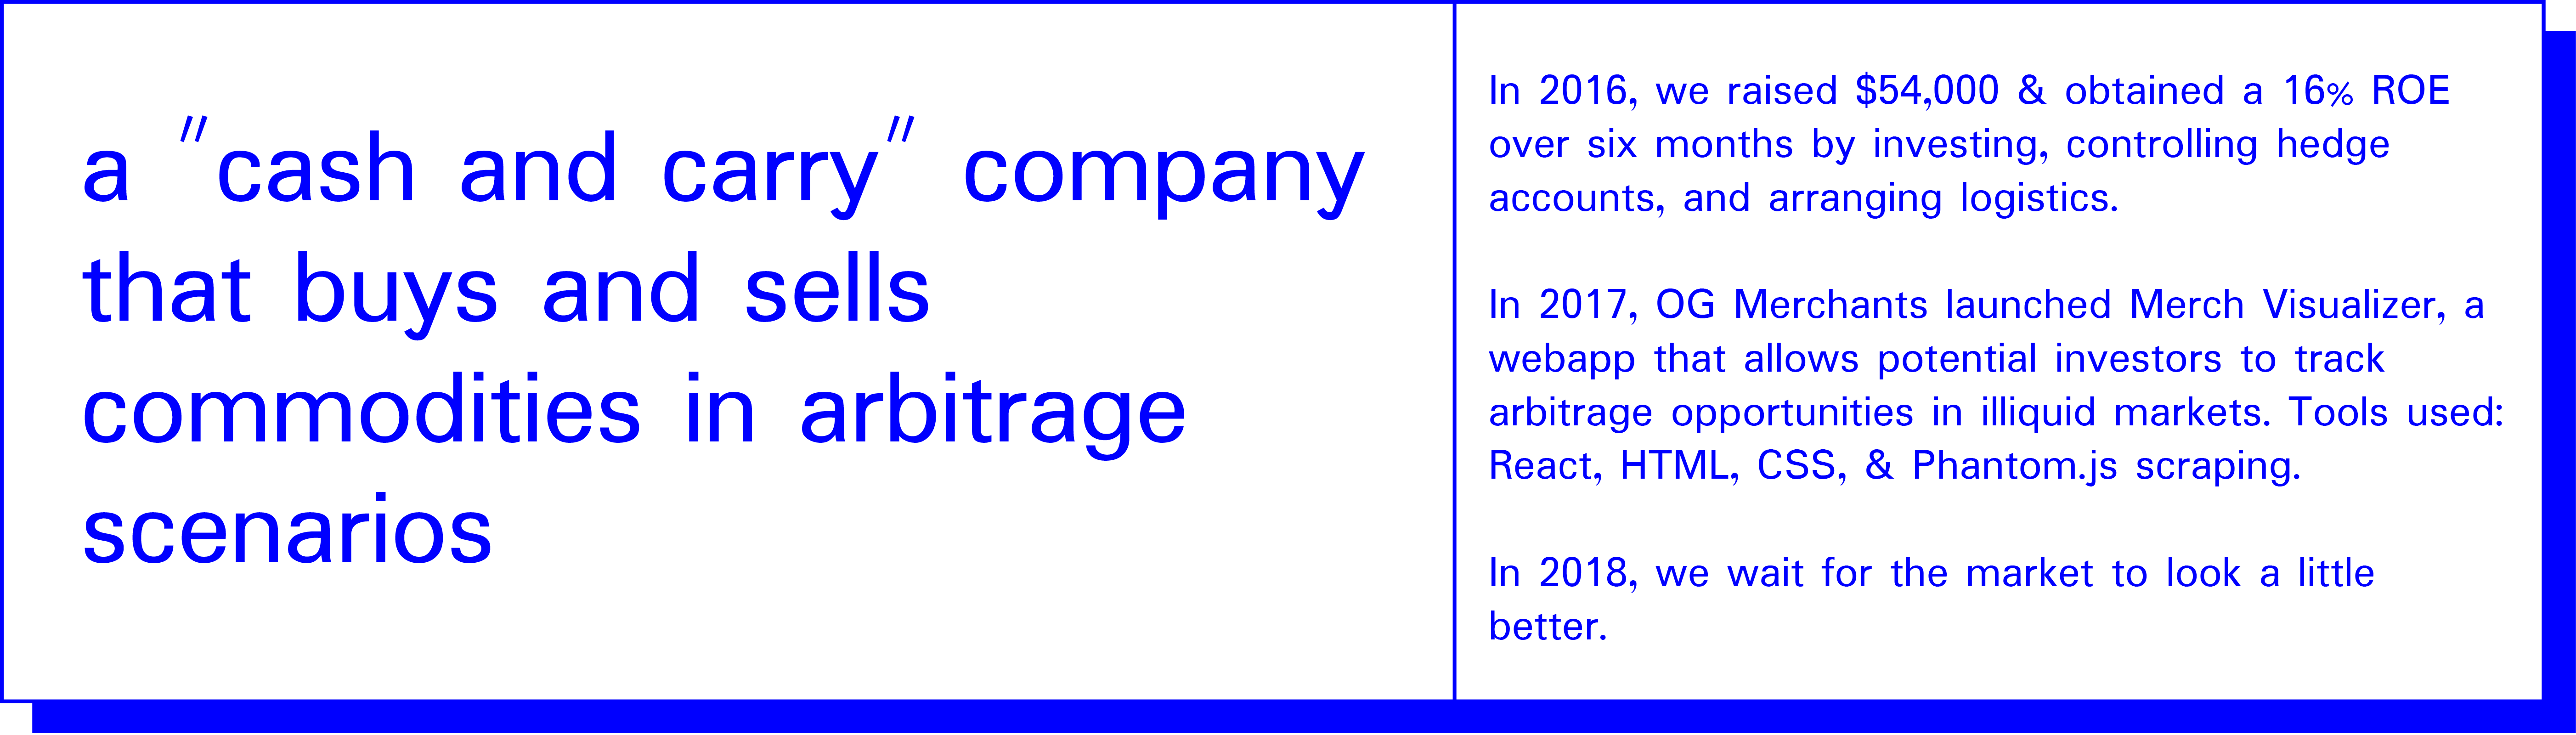 a "cash and carry" company
that buys and sells
commodities in arbitrage
scenarios
In 2016, we raised $54,000 & obtained a 16% ROE
over six months by investing, controlling hedge
accounts, and arranging logistics.
In 2017, OG Merchants launched Merch Visualizer, a
webapp that allows potential investors to track
arbitrage opportunities in illiquid markets. Tools used:
React, HTML, CSS, & Phantom.js scraping.
In 2018, we wait for the market to look a little
better.